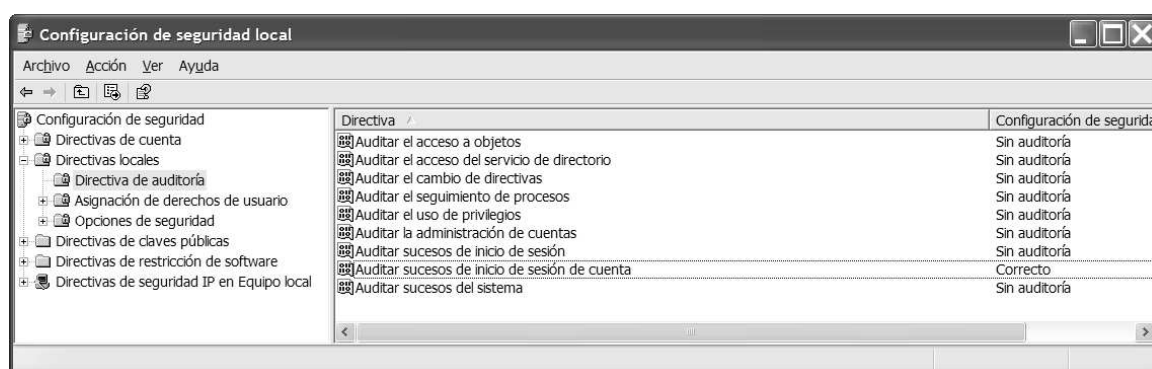 Configuración de seguridad local
Archivo Acción Ver Ayuda
Configuración de seguridad
Directivas de cuenta
Directivas locales
Directiva de auditoría
Asignación de derechos de usuario
Opciones de seguridad
Directivas de claves públicas
Directivas de restricción de software
Directivas de seguridad IP en Equipo local
Directiva Configuración de segurida
Auditar el acceso a objetos Sin auditoría
Auditar el acceso del servicio de directorio Sin auditoría
Auditar el cambio de directivas Sin auditoría
Auditar el seguimiento de procesos Sin auditoría
Auditar el uso de privilegios Sin auditoría
Auditar la administración de cuentas Sin auditoría
Auditar sucesos de inicio de sesión Sin auditoría
Auditar sucesos de inicio de sesión de cuenta Correcto
Auditar sucesos del sistema Sin auditoría